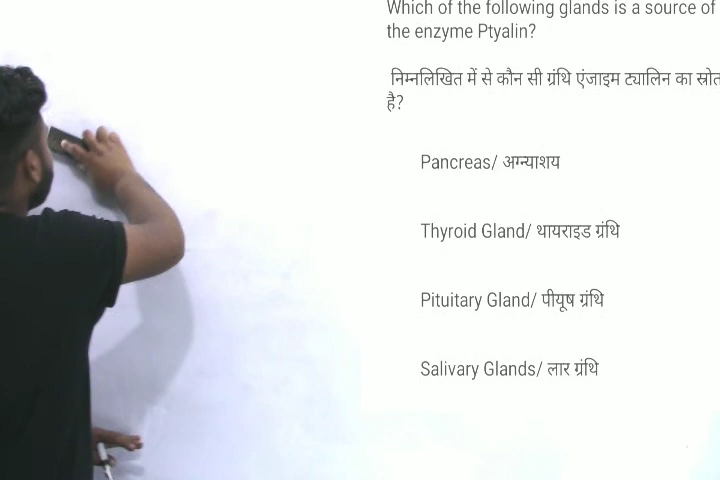 Which of the following glands is a source of
the enzyme Ptyalin?
निम्नलिखित में से कौन सी ग्रंथि एंजाइम ट्यालिन का स्रोत
है?
Pancreas/ अग्न्याशय
Thyroid Gland/ थायराइड ग्रंथि
Pituitary Gland/ पीयूष ग्रंथि
Salivary Glands/ लार ग्रंथि